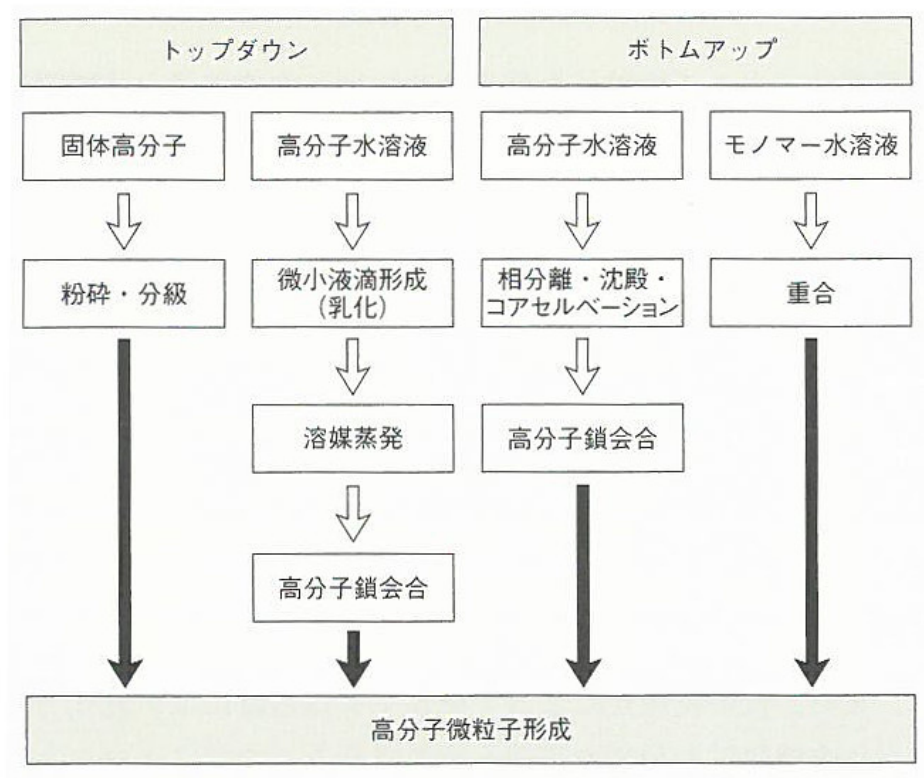 トップダウン
ボトムアップ
固体高分子
高分子水溶液
高分子水溶液
モノマー水溶液
粉砕・分級
微小液滴形成
(乳化)
相分離・沈殿・
コアセルベーション
重合
溶媒蒸発
高分子鎖会合
高分子鎖会合
高分子微粒子形成